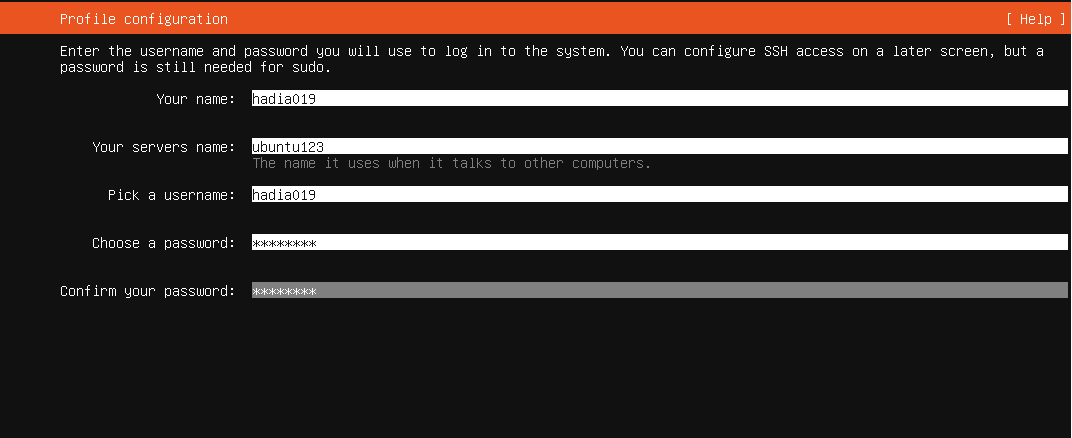 Profile configuration [ Help ]
Enter the username and password you will use to log in to the system. You can configure SSH access on a later screen, but a
password is still needed for sudo.
Your name: hadia019
Your servers name: ubuntu123
The name it uses when it talks to other computers.
Pick a username: hadia019
Choose a password: ********
Confirm your password: ********